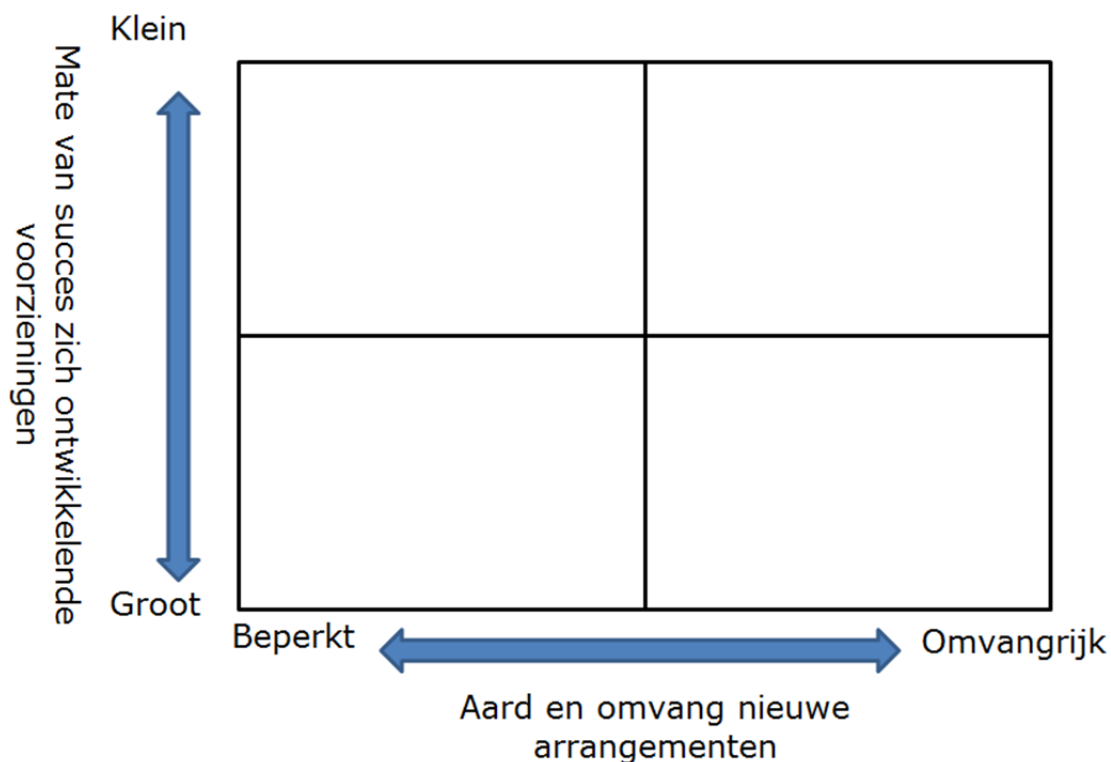 Klein
Mate van succes zich ontwikkelende
voorzieningen
Groot
Beperkt
Omvangrijk
Aard en omvang nieuwe
arrangementen